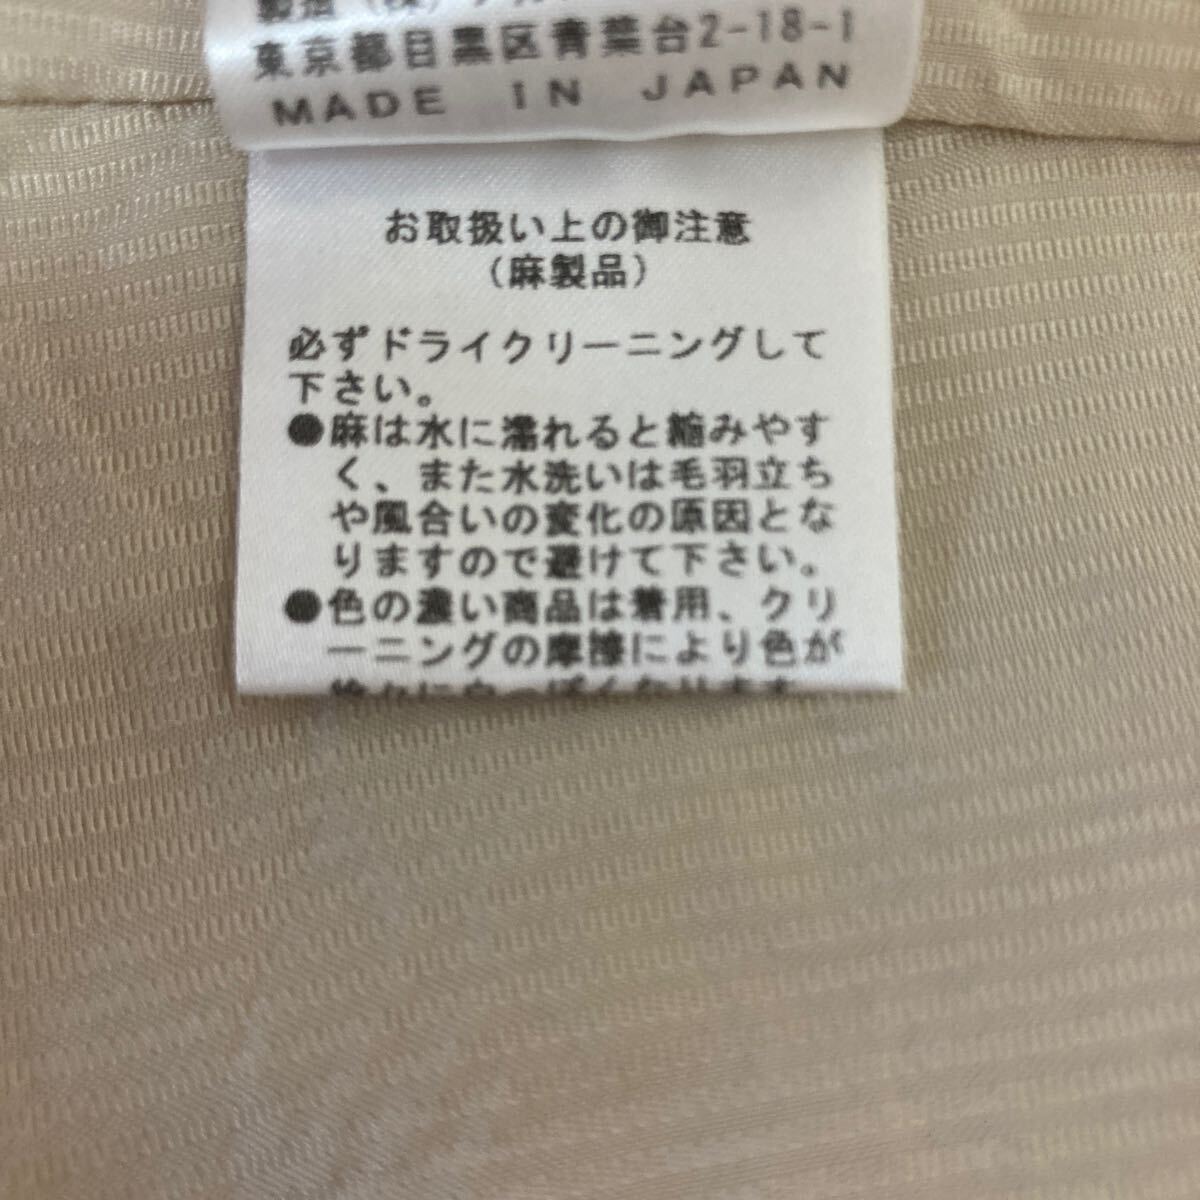 東京都目黒区青葉台2-18-1
MADE IN JAPAN
お取扱い上の御注意
（麻製品）
必ずドライクリーニングして
下さい。
●麻は水に濡れると縮みやす
く、また水洗いは毛羽立ち
や風合いの変化の原因とな
りますので避けて下さい。
●色の濃い商品は着用、クリ
ーニングの摩擦により色が